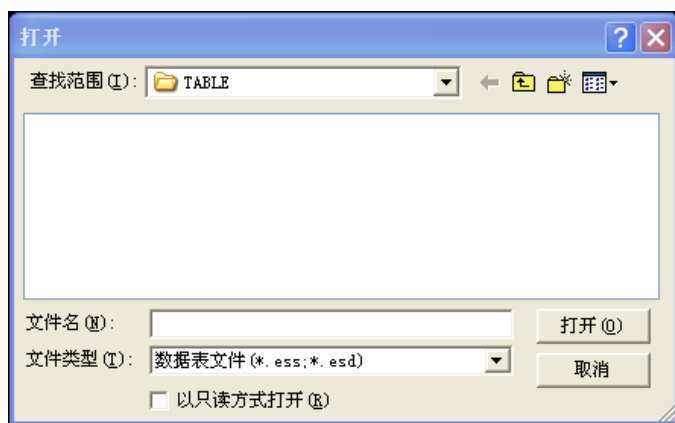 打开
查找范围(I): TABLE
文件名(N):
打开(O)
文件类型(T): 数据表文件(*.ess;*.esd)
取消
以只读方式打开(R)